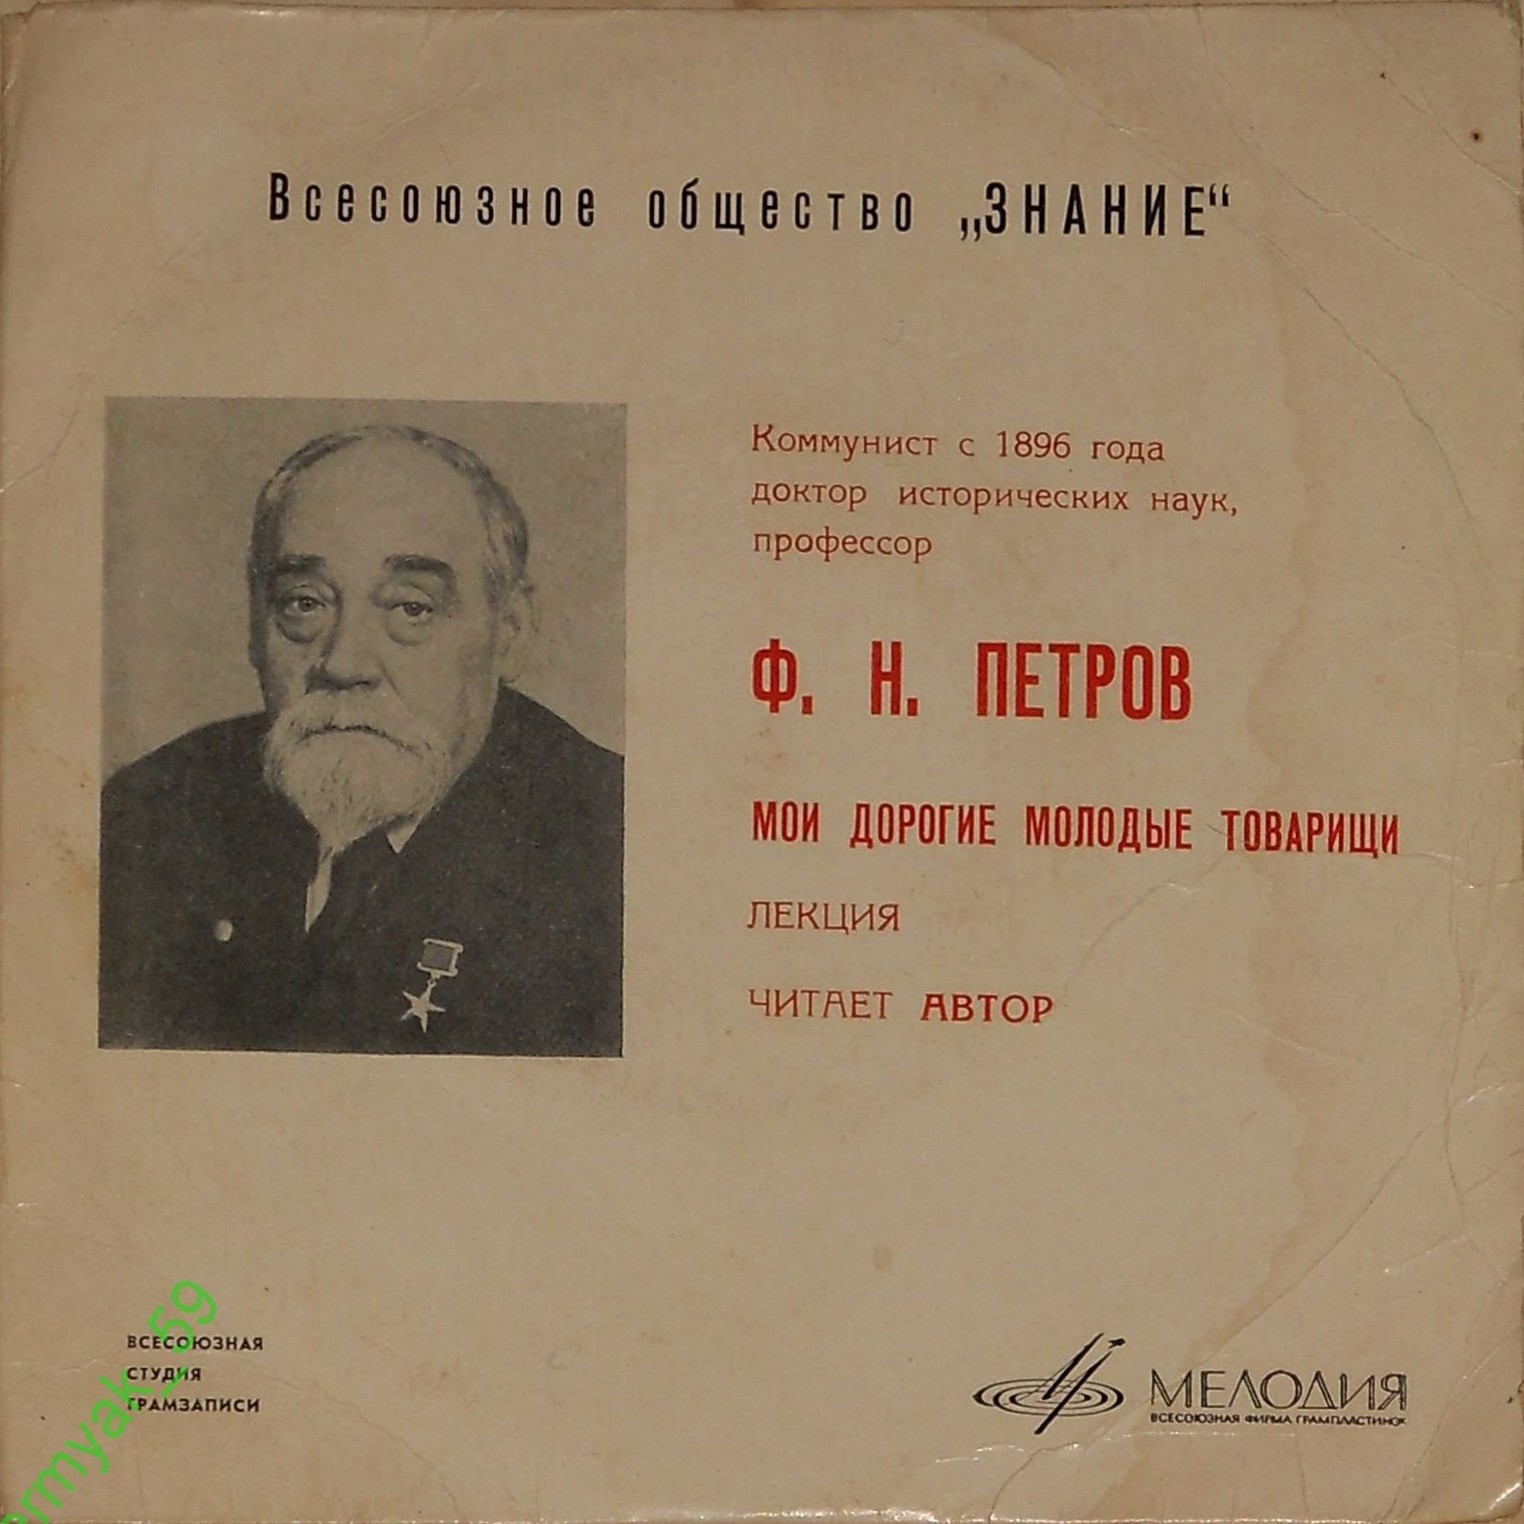 Всесоюзное общество „ЗНАНИЕ“
Коммунист с 1896 года
доктор исторических наук,
профессор
Ф. Н. ПЕТРОВ
МОИ ДОРОГИЕ МОЛОДЫЕ ТОВАРИЩИ
ЛЕКЦИЯ
ЧИТАЕТ АВТОР
ВСЕСОЮЗНАЯ
СТУДИЯ
ГРАМЗАПИСИ
МЕЛОДИЯ
ВСЕСОЮЗНАЯ ФИРМА ГРАМПЛАСТИНОК
ermyak_59